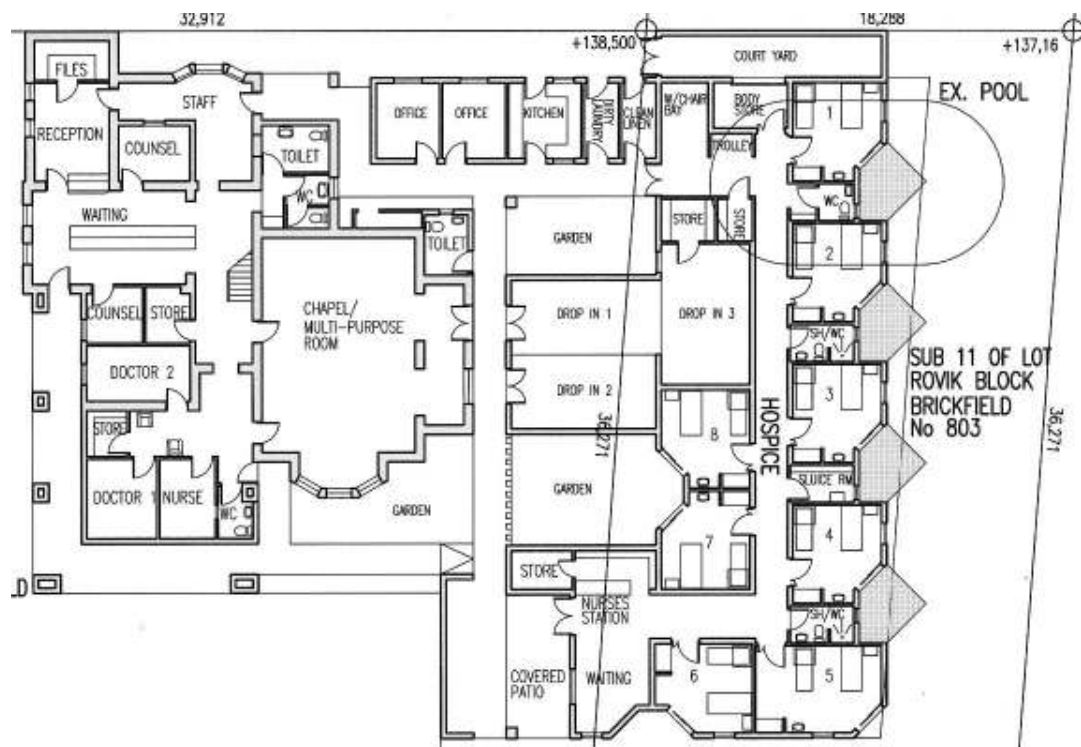 32,912
18,288
+138,500
+137,16
COURT YARD
FILES
STAFF
RECEPTION
COUNSEL
TOILET
WC
OFFICE
OFFICE
KITCHEN
DIRTY
LAUNDRY
CLEAN
LINEN
W/CHAIR
BAY
BODY
STORE
TROLLEY
1
EX. POOL
WAITING
TOILET
GARDEN
STORE
STORE
WC
2
COUNSEL
STORE
CHAPEL/
MULTI-PURPOSE
ROOM
DROP IN 1
DROP IN 3
DOCTOR 2
DROP IN 2
SH/WC
SUB 11 OF LOT
ROVIK BLOCK
BRICKFIELD
No 803
36,271
36,271
3
HOSPICE
STORE
8
DOCTOR 1
NURSE
WC
GARDEN
GARDEN
SLUICE RM
7
4
STORE
NURSES
STATION
SH/WC
COVERED
PATIO
WAITING
6
5